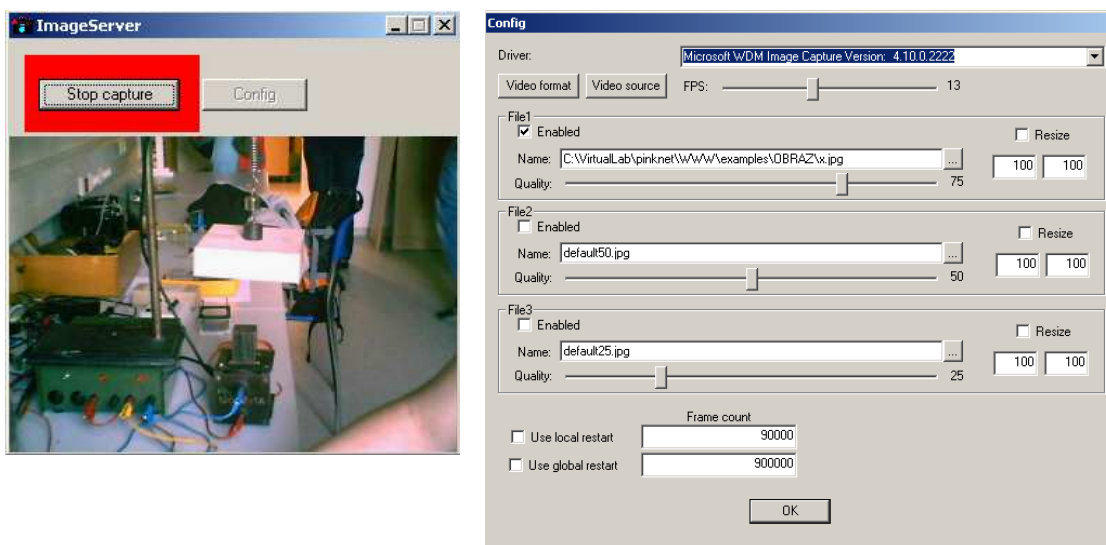 ImageServer
Stop capture
Config
Config
Driver: Microsoft WDM Image Capture Version: 4.10.0.2222
Video format Video source FPS: 13
File1
Enabled
Resize
Name: C:\VirtualLab\pinknet\WWW\examples\OBRAZ\x.jpg ... 100 100
Quality: 75
File2
Enabled
Resize
Name: default50.jpg ... 100 100
Quality: 50
File3
Enabled
Resize
Name: default25.jpg ... 100 100
Quality: 25
Frame count
Use local restart 90000
Use global restart 900000
OK